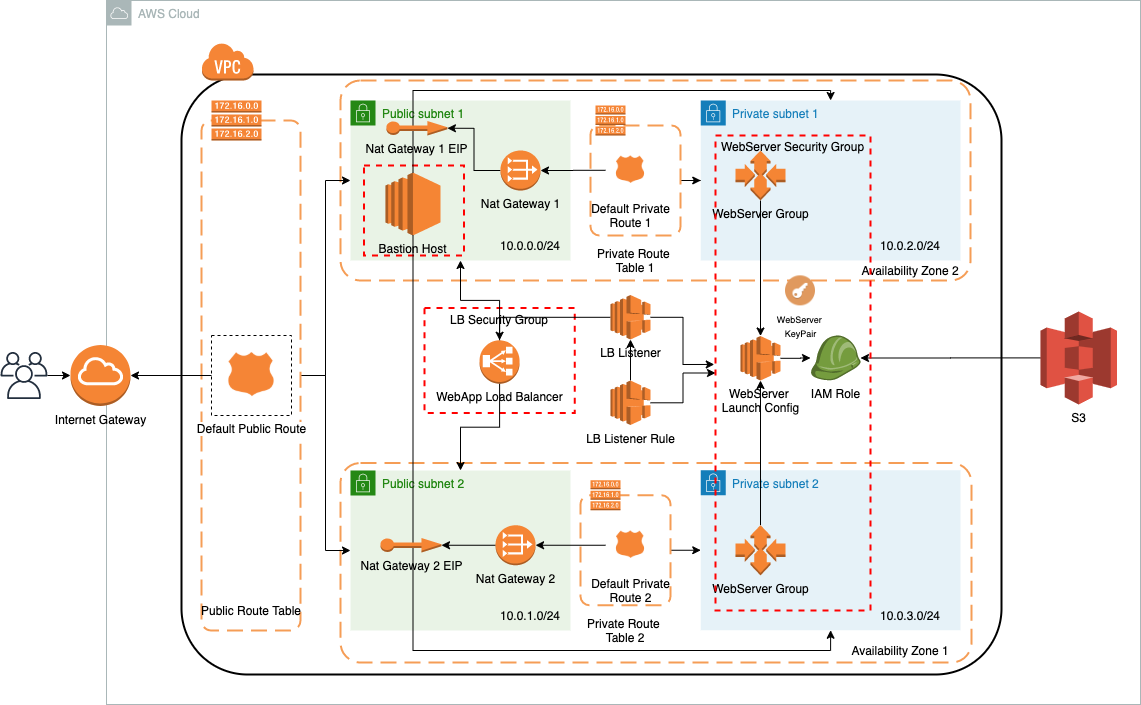 AWS Cloud
VPC
172.16.0.0
172.16.1.0
172.16.2.0
Public subnet 1
Nat Gateway 1 EIP
Nat Gateway 1
Bastion Host
10.0.0.0/24
172.16.0.0
172.16.1.0
172.16.2.0
Default Private
Route 1
Private Route
Table 1
Private subnet 1
WebServer Security Group
WebServer Group
10.0.2.0/24
Availability Zone 2
LB Security Group
WebApp Load Balancer
LB Listener
LB Listener Rule
WebServer
KeyPair
WebServer
Launch Config
IAM Role
S3
Internet Gateway
Default Public Route
Public Route Table
Public subnet 2
Nat Gateway 2 EIP
Nat Gateway 2
10.0.1.0/24
172.16.0.0
172.16.1.0
172.16.2.0
Default Private
Route 2
Private Route
Table 2
Private subnet 2
WebServer Group
10.0.3.0/24
Availability Zone 1